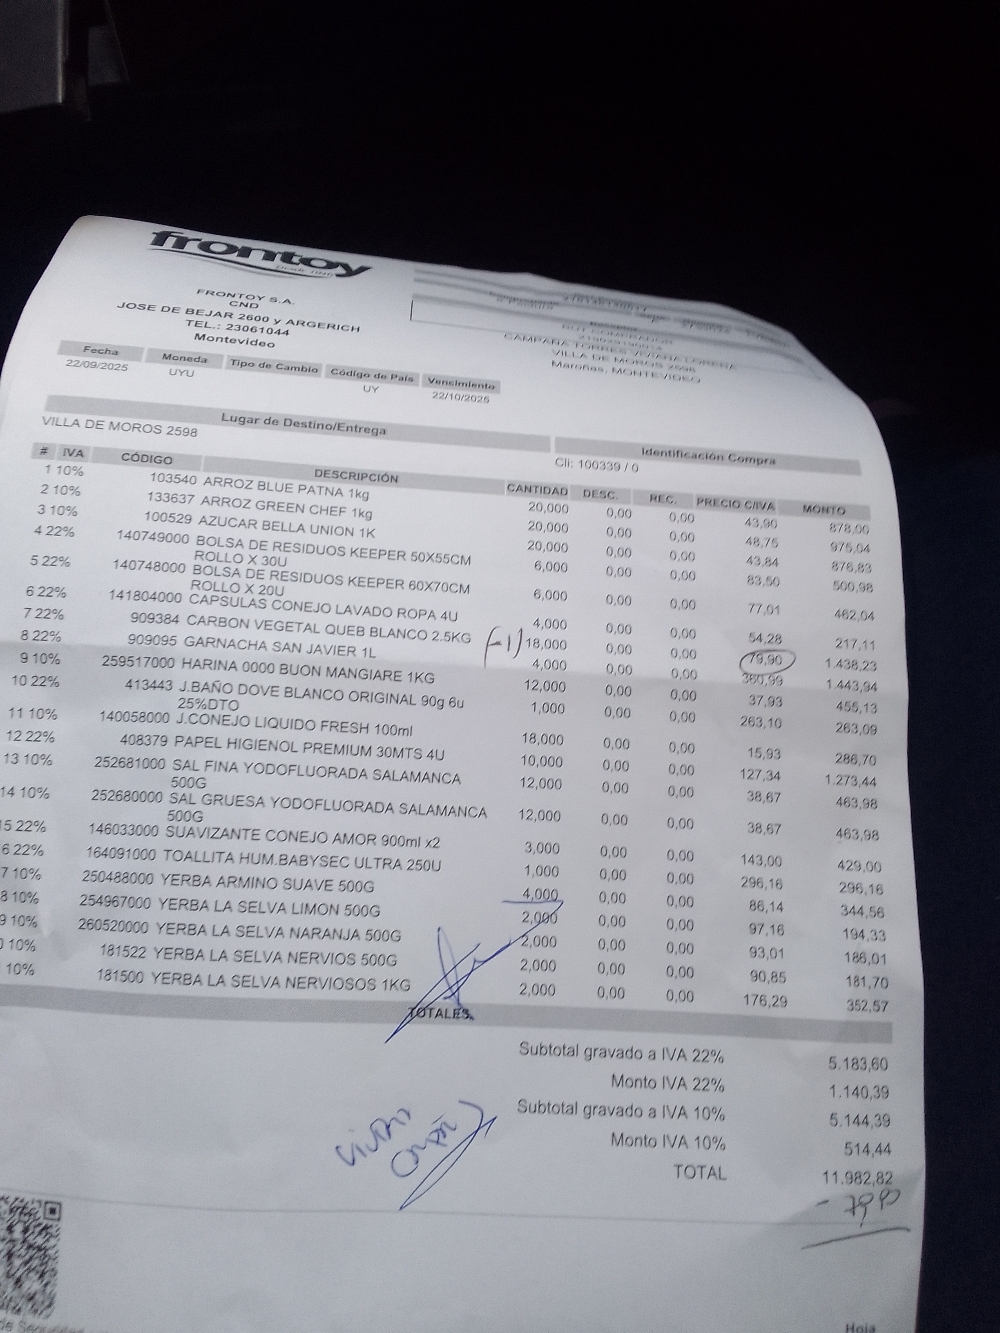 frontoy
FRONTOY S.A.
CND
JOSE DE BEJAR 2600 y ARGERICH
TEL.: 23061044
Montevideo
RUT COMPRADOR
CAMPAÑA TORRES VIVIANA LORENA
VILLA DE MOROS 2598
Maroñas, MONTEVIDEO
Fecha Moneda Tipo de Cambio Código de País Vencimiento
22/09/2025 UYU UY 22/10/2025
Lugar de Destino/Entrega Identificación Compra
VILLA DE MOROS 2598 Cli: 100339 / 0
# IVA CÓDIGO DESCRIPCIÓN CANTIDAD DESC. REC. PRECIO C/IVA MONTO
1 10% 103540 ARROZ BLUE PATNA 1kg 20,000 0,00 0,00 43,90 878,00
2 10% 133637 ARROZ GREEN CHEF 1kg 20,000 0,00 0,00 48,75 975,04
3 10% 100529 AZUCAR BELLA UNION 1K 20,000 0,00 0,00 43,84 876,83
4 22% 140749000 BOLSA DE RESIDUOS KEEPER 50X55CM 6,000 0,00 0,00 83,50 500,98
ROLLO X 30U
5 22% 140748000 BOLSA DE RESIDUOS KEEPER 60X70CM 6,000 0,00 0,00 77,01 462,04
ROLLO X 20U
6 22% 141804000 CAPSULAS CONEJO LAVADO ROPA 4U 4,000 0,00 0,00 54,28 217,11
7 22% 909384 CARBON VEGETAL QUEB BLANCO 2.5KG (-1) 18,000 0,00 0,00 79,90 1.438,23
8 22% 909095 GARNACHA SAN JAVIER 1L 4,000 0,00 0,00 360,99 1.443,94
9 10% 259517000 HARINA 0000 BUON MANGIARE 1KG 12,000 0,00 0,00 37,93 455,13
10 22% 413443 J.BAÑO DOVE BLANCO ORIGINAL 90g 6u 1,000 0,00 0,00 263,10 263,09
25%DTO
11 10% 140058000 J.CONEJO LIQUIDO FRESH 100ml 18,000 0,00 0,00 15,93 286,70
12 22% 408379 PAPEL HIGIENOL PREMIUM 30MTS 4U 10,000 0,00 0,00 127,34 1.273,44
13 10% 252681000 SAL FINA YODOFLUORADA SALAMANCA 12,000 0,00 0,00 38,67 463,98
500G
14 10% 252680000 SAL GRUESA YODOFLUORADA SALAMANCA 12,000 0,00 0,00 38,67 463,98
500G
15 22% 146033000 SUAVIZANTE CONEJO AMOR 900ml x2 3,000 0,00 0,00 143,00 429,00
6 22% 164091000 TOALLITA HUM.BABYSEC ULTRA 250U 1,000 0,00 0,00 296,16 296,16
7 10% 250488000 YERBA ARMINO SUAVE 500G 4,000 0,00 0,00 86,14 344,56
8 10% 254967000 YERBA LA SELVA LIMON 500G 2,000 0,00 0,00 97,16 194,33
9 10% 260520000 YERBA LA SELVA NARANJA 500G 2,000 0,00 0,00 93,01 186,01
0 10% 181522 YERBA LA SELVA NERVIOS 500G 2,000 0,00 0,00 90,85 181,70
10% 181500 YERBA LA SELVA NERVIOSOS 1KG 2,000 0,00 0,00 176,29 352,57
TOTALES
Subtotal gravado a IVA 22% 5.183,60
Monto IVA 22% 1.140,39
Subtotal gravado a IVA 10% 5.144,39
Monto IVA 10% 514,44
TOTAL 11.982,82
- 79,90
Hoja